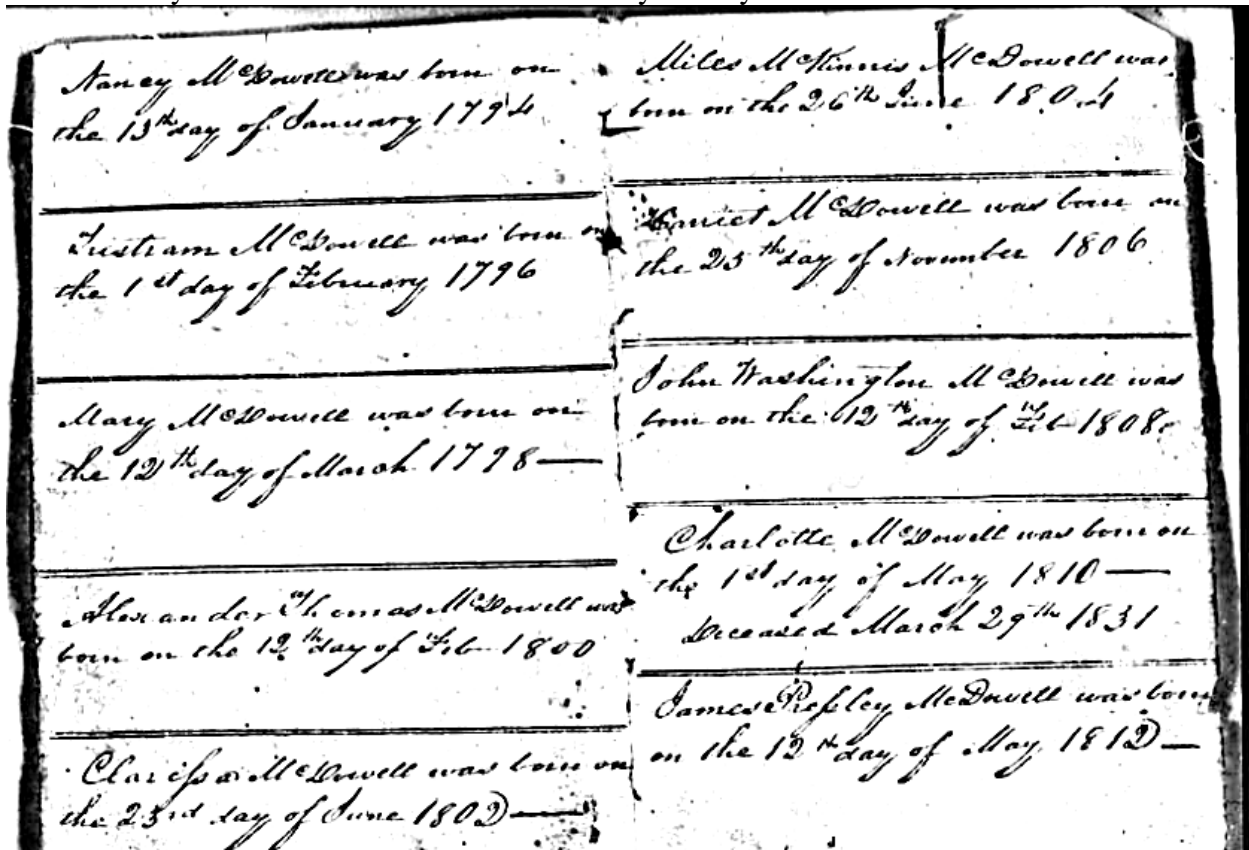 Nancy McDowell was born on
the 13th day of January 1794
Tristram McDowell was born on
the 1st day of February 1796
Mary McDowell was born on
the 12th day of March 1798 —
Alexander Thomas McDowell was
born on the 12th day of Feb 1800
Clarissa McDowell was born on
the 23rd day of June 1802 —
Miles McKinnis McDowell was
born on the 26th June 1804
Harriet McDowell was born on
the 25th day of November 1806
John Washington McDowell was
born on the 12th day of Feb 1808
Charlotte McDowell was born on
the 1st day of May 1810 —
Deceased March 29th 1831
James Pressley McDowell was born
on the 12th day of May 1812 —